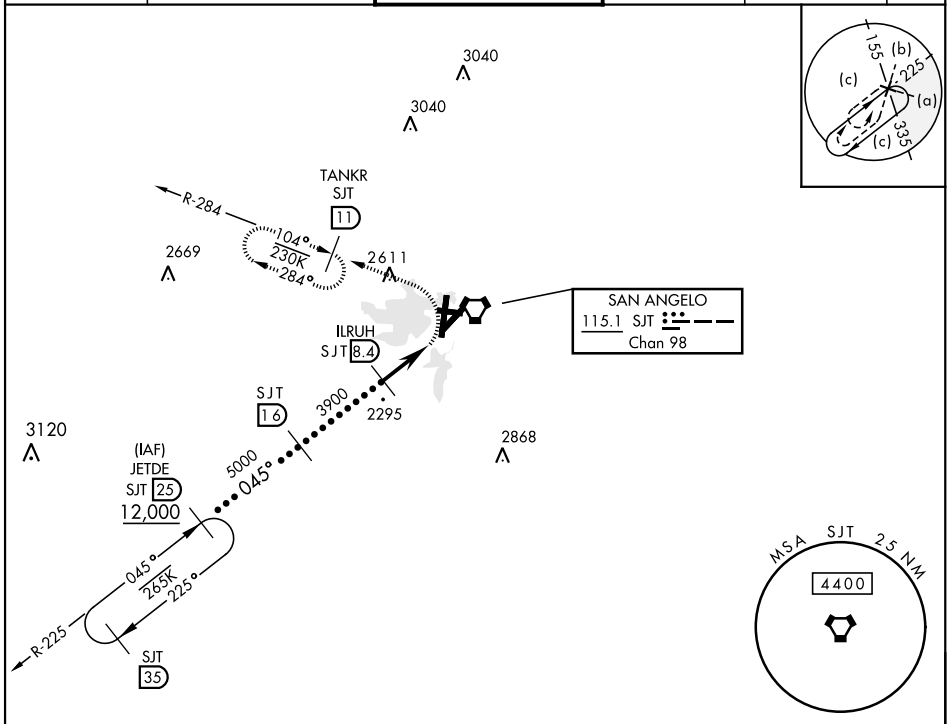 3040
3040
155
(b)
225
(c)
(a)
(c)
335
TANKR
SJT
11
R-284
104°
230K
284°
2669
2611
SAN ANGELO
115.1 SJT
Chan 98
ILRUH
SJT 8.4
3900
2295
SJT
16
3120
2868
(IAF)
JETDE
SJT 25
12,000
5000
045°
045°
265K
225°
R-225
SJT
35
MSA SJT 25 NM
4400